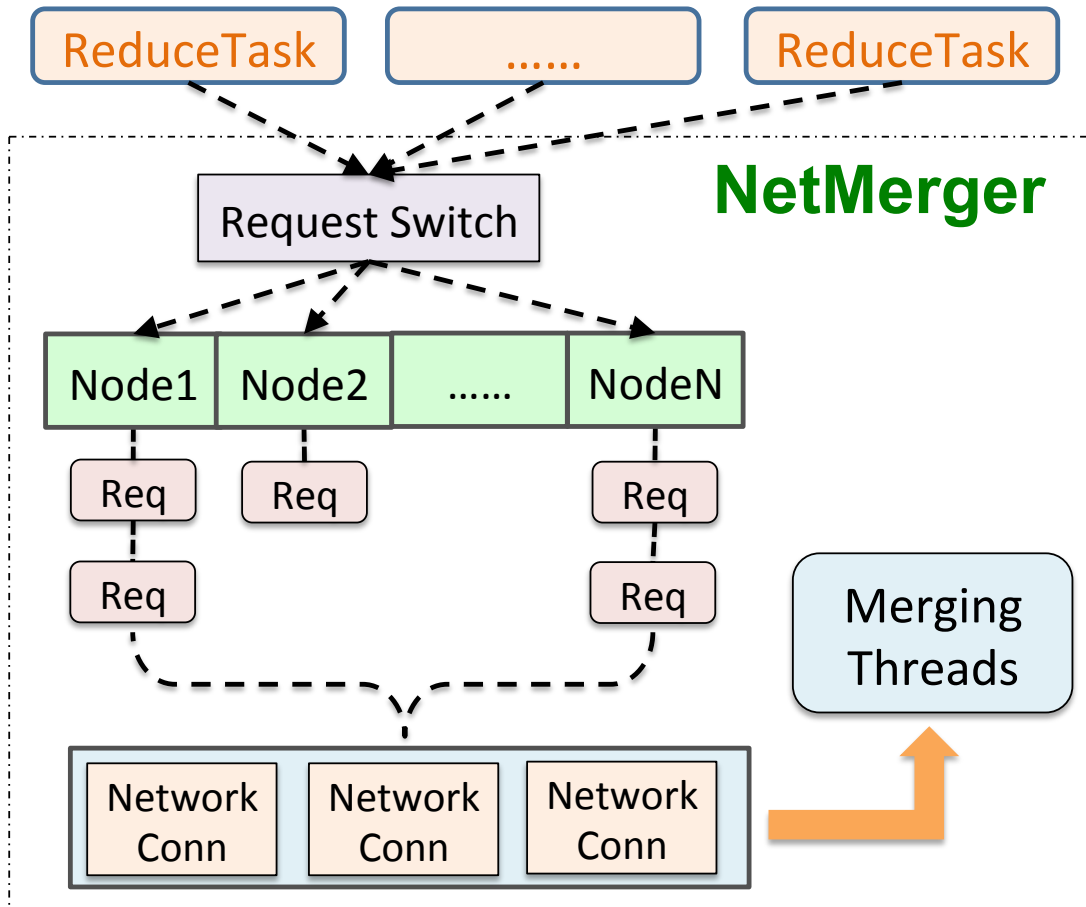 ReduceTask
......
ReduceTask
NetMerger
Request Switch
Node1
Node2
......
NodeN
Req
Req
Req
Req
Req
Merging
Threads
Network
Conn
Network
Conn
Network
Conn